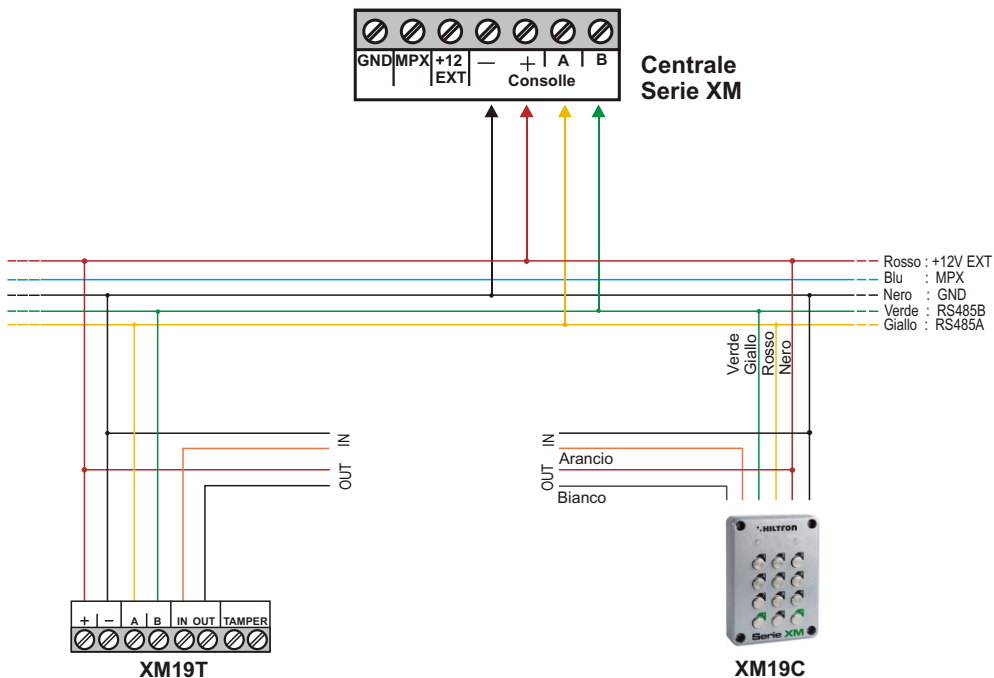 GND MPX +12 EXT — + A B
Consolle
Centrale
Serie XM
Rosso : +12V EXT
Blu : MPX
Nero : GND
Verde : RS485B
Giallo : RS485A
Verde
Giallo
Rosso
Nero
IN
OUT
IN
Arancio
OUT
Bianco
HILTRON
Serie XM
+ − A B IN OUT TAMPER
XM19T
XM19C